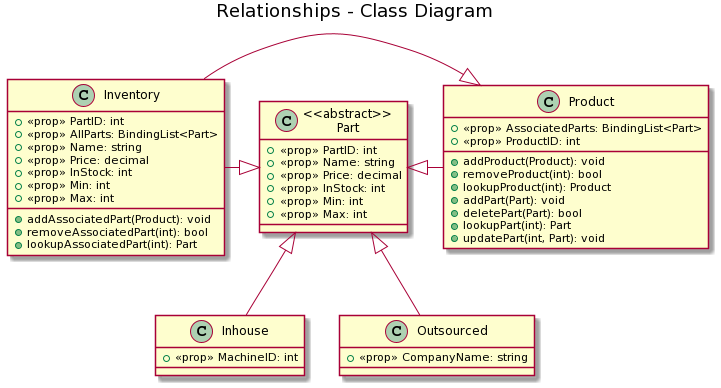 Relationships - Class Diagram
C Inventory
«prop» PartID: int
«prop» AllParts: BindingList<Part>
«prop» Name: string
«prop» Price: decimal
«prop» InStock: int
«prop» Min: int
«prop» Max: int
addAssociatedPart(Product): void
removeAssociatedPart(int): bool
lookupAssociatedPart(int): Part
C <<abstract>>
Part
«prop» PartID: int
«prop» Name: string
«prop» Price: decimal
«prop» InStock: int
«prop» Min: int
«prop» Max: int
C Product
«prop» AssociatedParts: BindingList<Part>
«prop» ProductID: int
addProduct(Product): void
removeProduct(int): bool
lookupProduct(int): Product
addPart(Part): void
deletePart(Part): bool
lookupPart(int): Part
updatePart(int, Part): void
C Inhouse
«prop» MachineID: int
C Outsourced
«prop» CompanyName: string